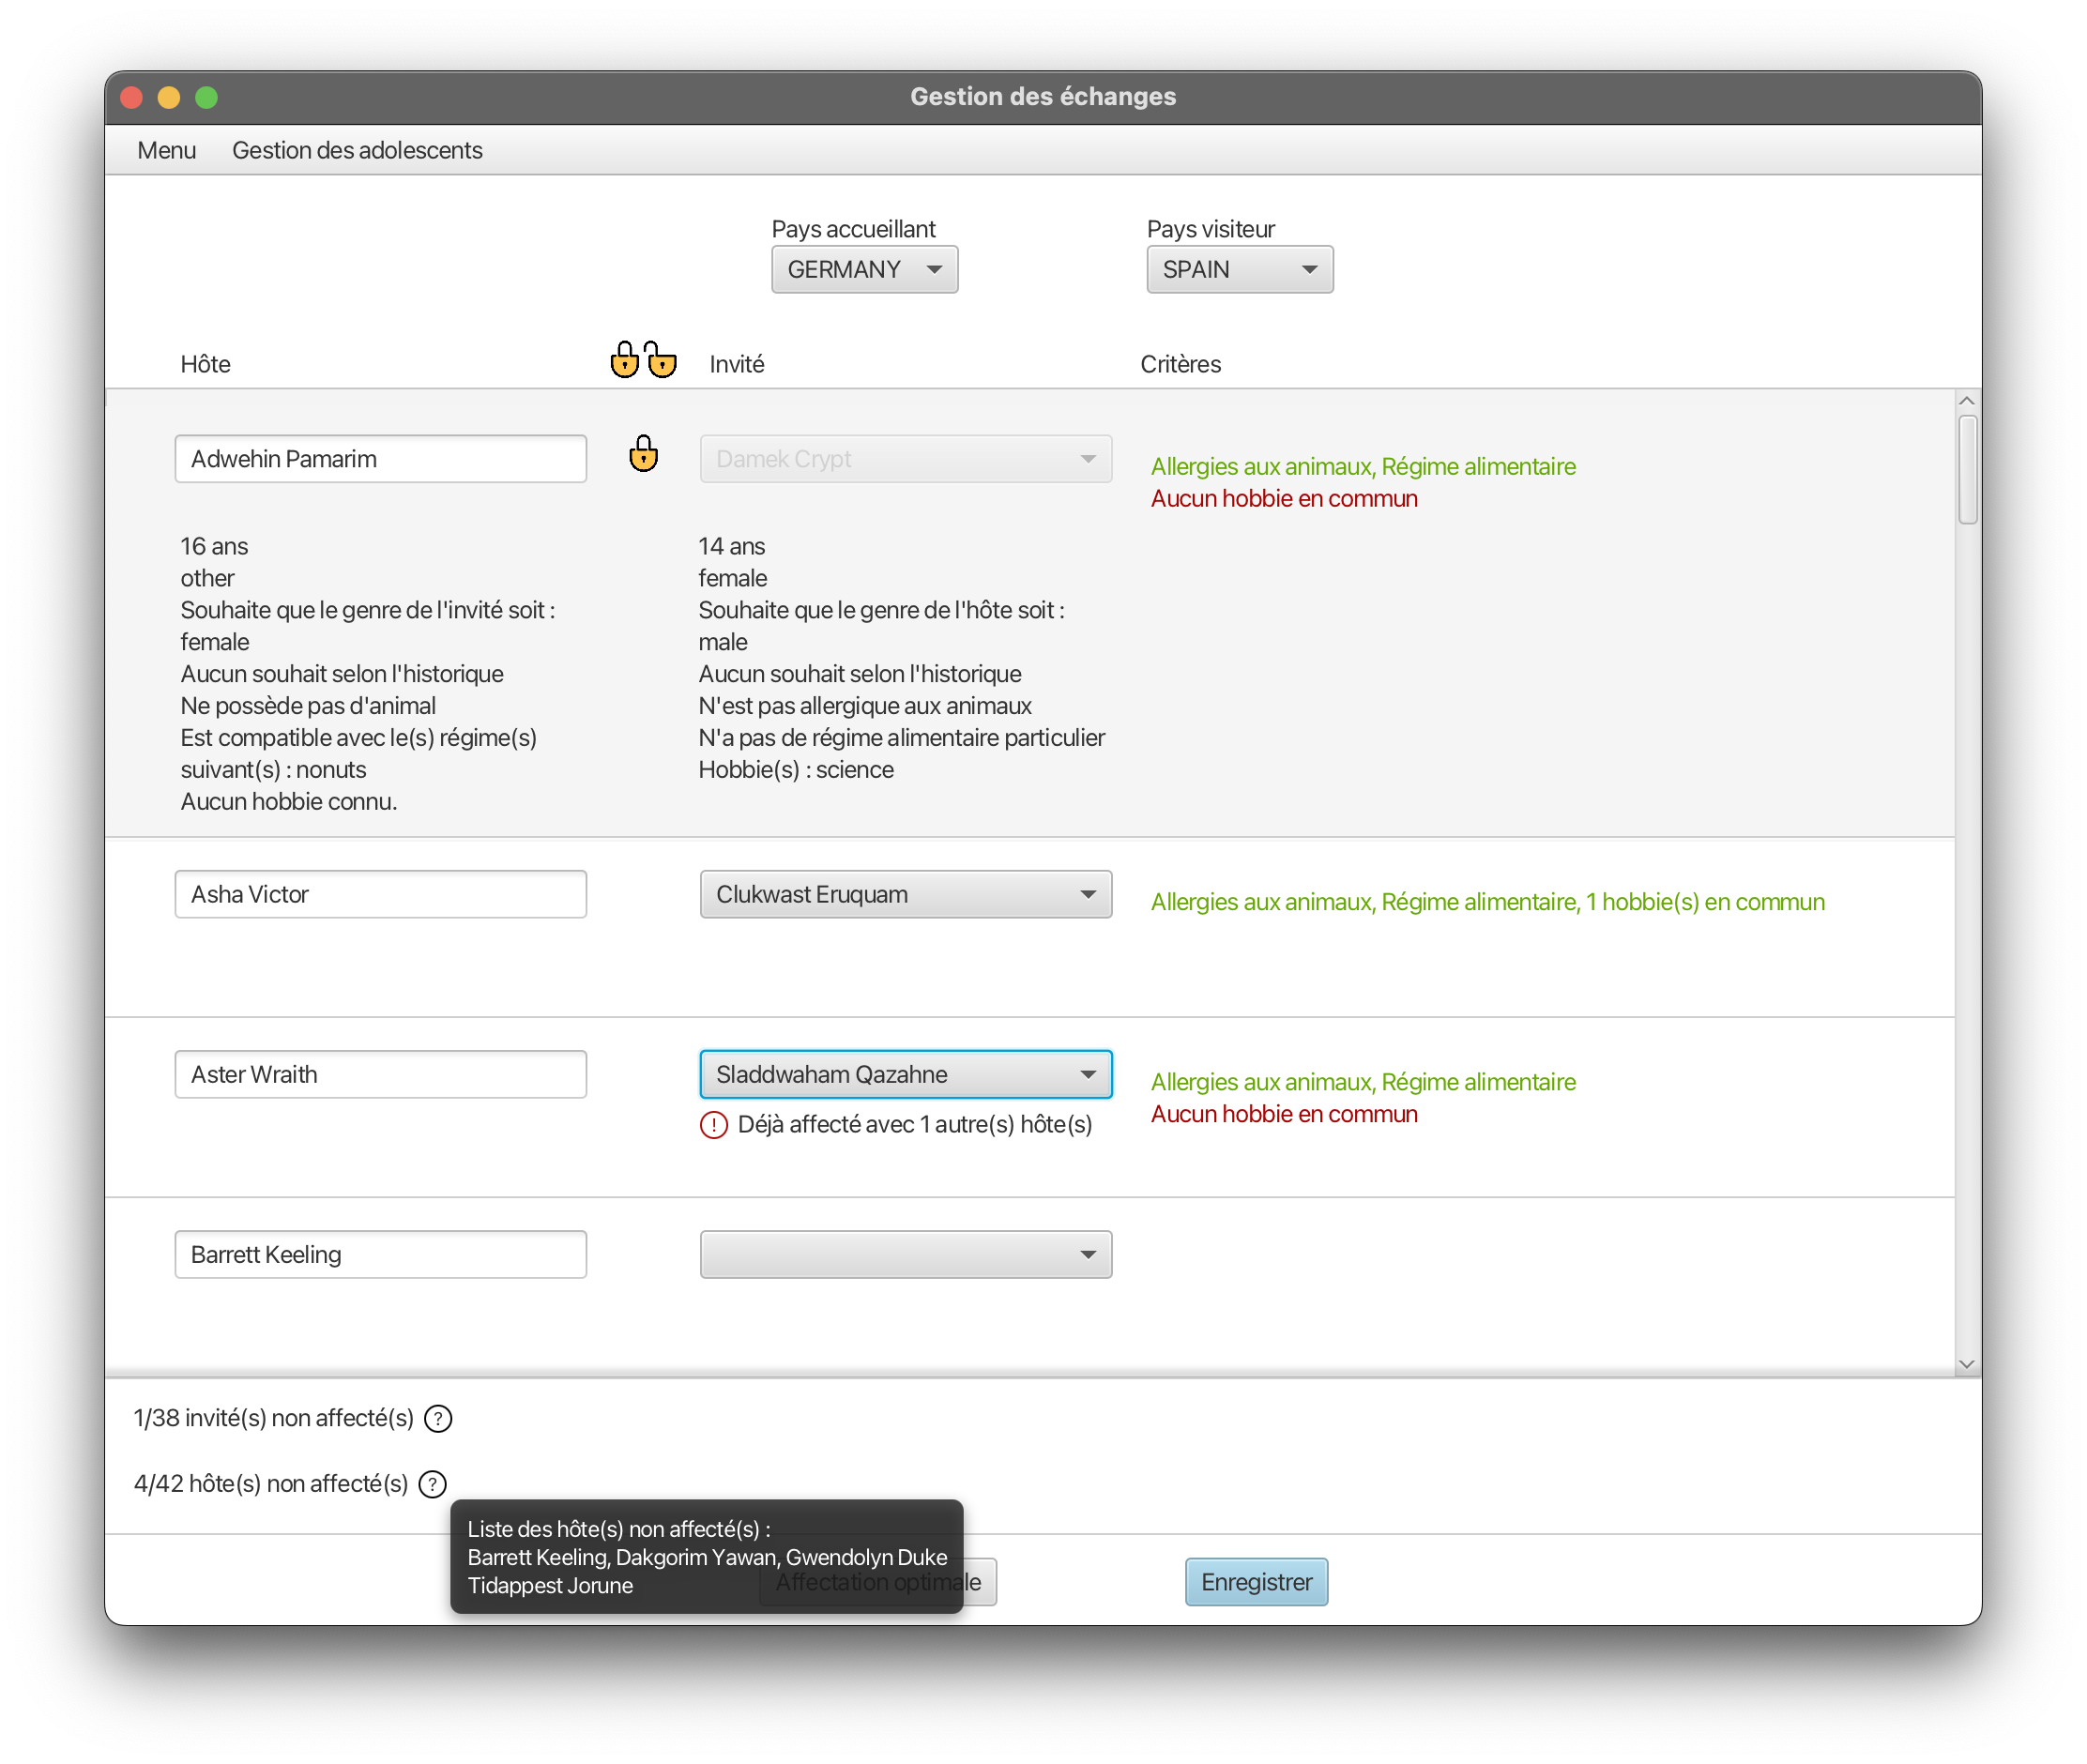 Gestion des échanges
Menu
Gestion des adolescents
Pays accueillant
Pays visiteur
GERMANY
SPAIN
Hôte
Invité
Critères
Adwehin Pamarim
Damek Crypt
Allergies aux animaux, Régime alimentaire
Aucun hobbie en commun
16 ans
other
Souhaite que le genre de l'invité soit :
female
Aucun souhait selon l'historique
Ne possède pas d'animal
Est compatible avec le(s) régime(s)
suivant(s) : nonuts
Aucun hobbie connu.
14 ans
female
Souhaite que le genre de l'hôte soit :
male
Aucun souhait selon l'historique
N'est pas allergique aux animaux
N'a pas de régime alimentaire particulier
Hobbie(s) : science
Asha Victor
Clukwast Eruquam
Allergies aux animaux, Régime alimentaire, 1 hobbie(s) en commun
Aster Wraith
Sladdwaham Qazahne
! Déjà affecté avec 1 autre(s) hôte(s)
Allergies aux animaux, Régime alimentaire
Aucun hobbie en commun
Barrett Keeling
1/38 invité(s) non affecté(s) ?
4/42 hôte(s) non affecté(s) ?
Liste des hôte(s) non affecté(s) :
Barrett Keeling, Dakgorim Yawan, Gwendolyn Duke
Tidappest Jorune
Affectation optimale
Enregistrer